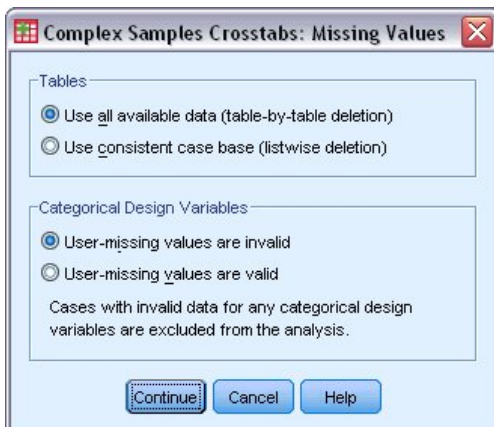 Complex Samples Crosstabs: Missing Values
Tables
Use all available data (table-by-table deletion)
Use consistent case base (listwise deletion)
Categorical Design Variables
User-missing values are invalid
User-missing values are valid
Cases with invalid data for any categorical design
variables are excluded from the analysis.
Continue Cancel Help